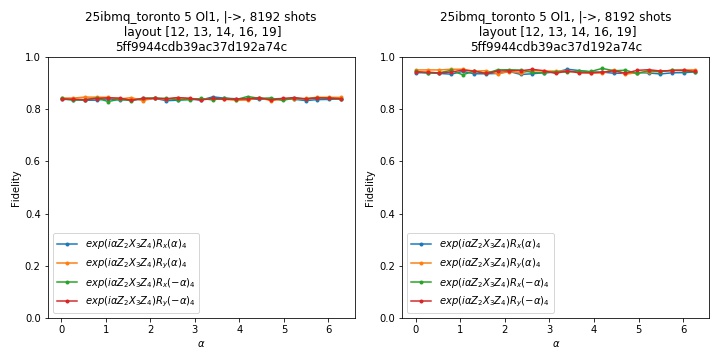 25ibmq_toronto 5 Ol1, |->, 8192 shots
layout [12, 13, 14, 16, 19]
5ff9944cdb39ac37d192a74c
1.0
0.8
0.6
0.4
0.2
0.0
Fidelity
exp(iαZ₂X₃Z₄)Rₓ(α)₄
exp(iαZ₂X₃Z₄)R_y(α)₄
exp(iαZ₂X₃Z₄)Rₓ(−α)₄
exp(iαZ₂X₃Z₄)R_y(−α)₄
0 1 2 3 4 5 6
α
25ibmq_toronto 5 Ol1, |->, 8192 shots
layout [12, 13, 14, 16, 19]
5ff9944cdb39ac37d192a74c
1.0
0.8
0.6
0.4
0.2
0.0
Fidelity
exp(iαZ₂X₃Z₄)Rₓ(α)₄
exp(iαZ₂X₃Z₄)R_y(α)₄
exp(iαZ₂X₃Z₄)Rₓ(−α)₄
exp(iαZ₂X₃Z₄)R_y(−α)₄
0 1 2 3 4 5 6
α